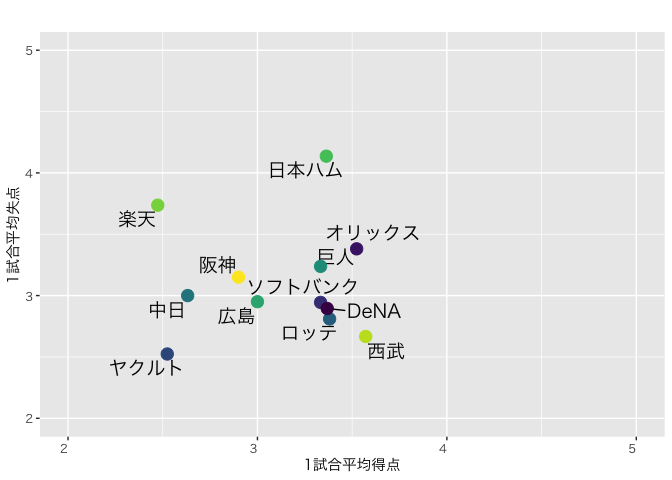 5
4
3
2
1試合平均失点
日本ハム
楽天
オリックス
巨人
阪神
ソフトバンク
中日
広島
DeNA
ロッテ
西武
ヤクルト
2
3
4
5
1試合平均得点